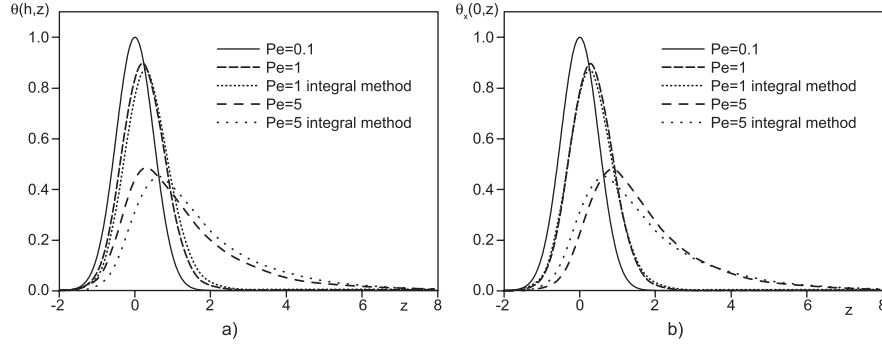 θ(h,z)
1.0
0.8
0.6
0.4
0.2
0.0
-2
0
2
4
6
8
z
Pe=0.1
Pe=1
Pe=1 integral method
Pe=5
Pe=5 integral method
a)
θx(0,z)
1.0
0.8
0.6
0.4
0.2
0.0
-2
0
2
4
6
8
z
Pe=0.1
Pe=1
Pe=1 integral method
Pe=5
Pe=5 integral method
b)